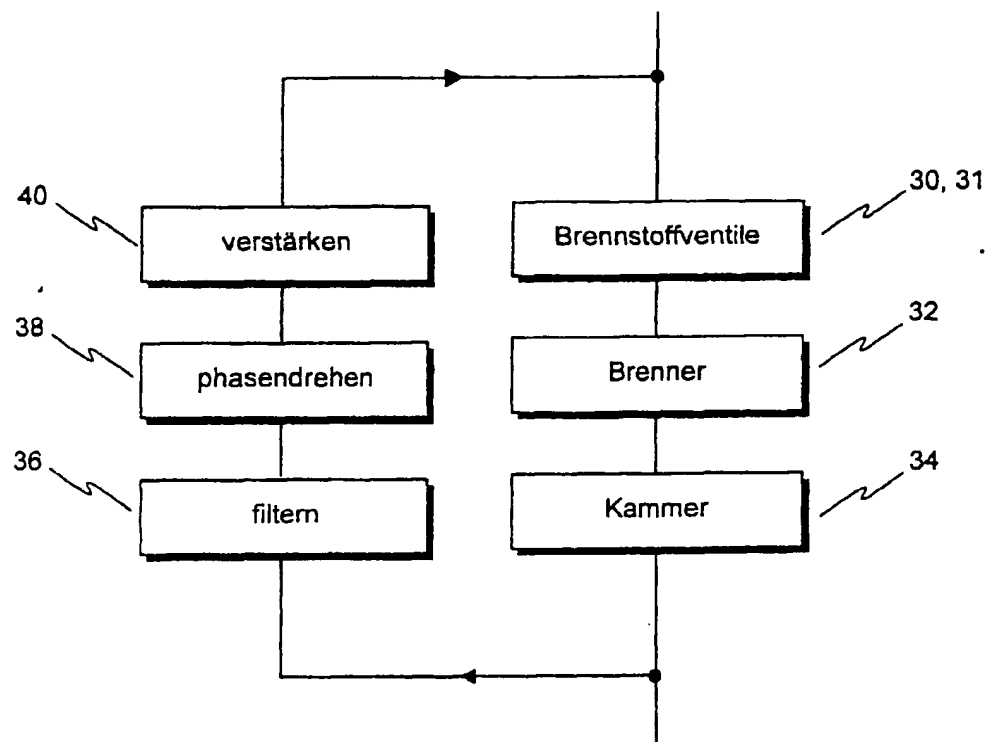 40
verstärken
38
phasendrehen
36
filtern
30, 31
Brennstoffventile
32
Brenner
34
Kammer